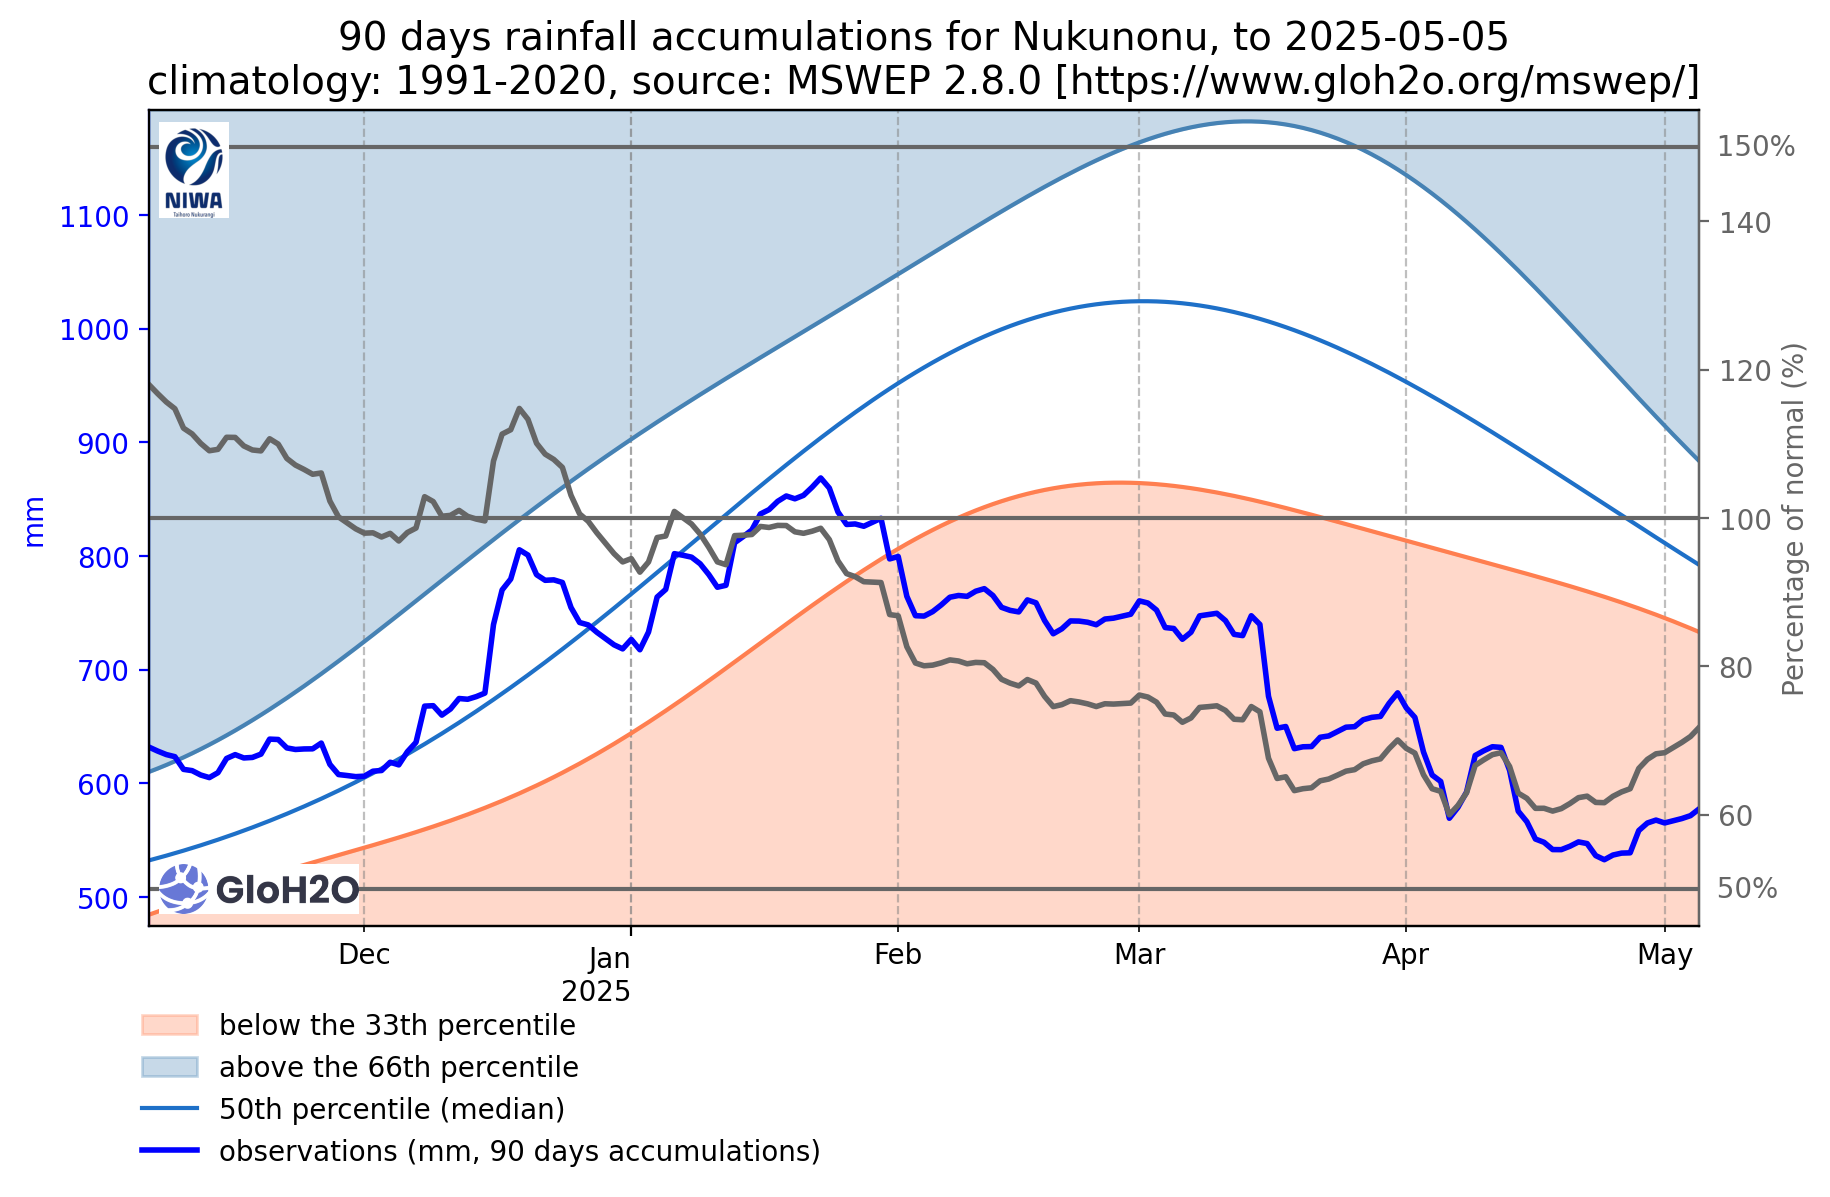 90 days rainfall accumulations for Nukunonu, to 2025-05-05
climatology: 1991-2020, source: MSWEP 2.8.0 [https://www.gloh2o.org/mswep/]
NIWA
Taihoro Nukurangi
1100
1000
900
800
700
600
500
mm
150%
140
120
100
80
60
50%
Percentage of normal (%)
GloH2O
Dec
Jan
2025
Feb
Mar
Apr
May
below the 33th percentile
above the 66th percentile
50th percentile (median)
observations (mm, 90 days accumulations)